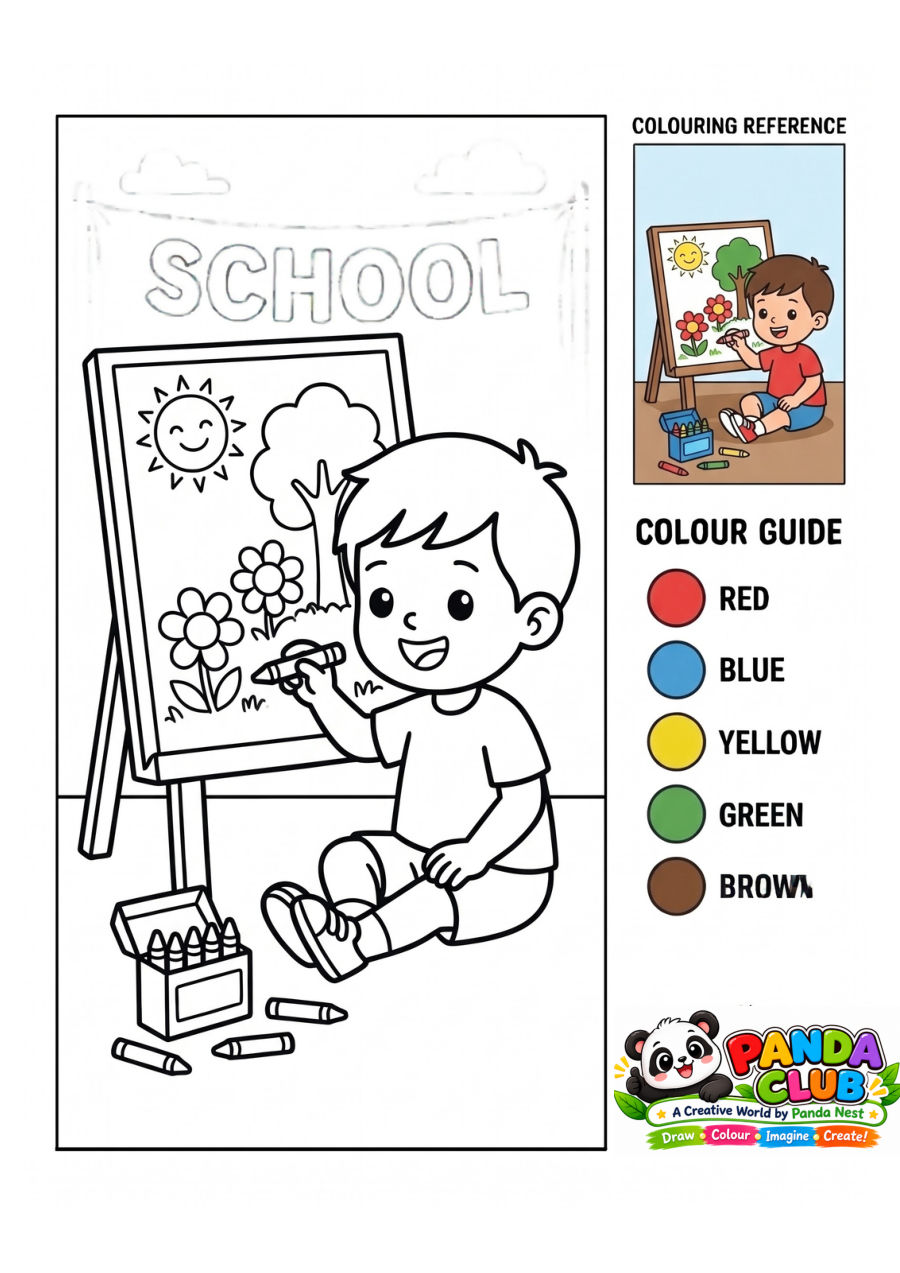 COLOURING REFERENCE
SCHOOL
COLOUR GUIDE
RED
BLUE
YELLOW
GREEN
BROWN
PANDA
CLUB
A Creative World by Panda Nest
Draw • Colour • Imagine • Create!